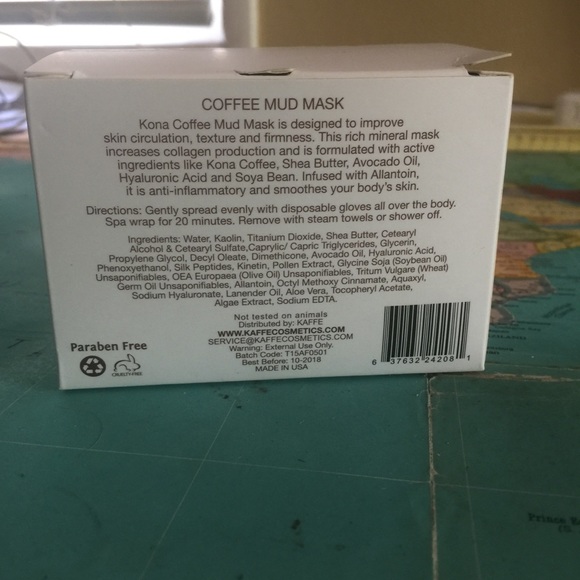 COFFEE MUD MASK
Kona Coffee Mud Mask is designed to improve
skin circulation, texture and firmness. This rich mineral mask
increases collagen production and is formulated with active
ingredients like Kona Coffee, Shea Butter, Avocado Oil,
Hyaluronic Acid and Soya Bean. Infused with Allantoin,
it is anti-inflammatory and smoothes your body's skin.
Directions: Gently spread evenly with disposable gloves all over the body.
Spa wrap for 20 minutes. Remove with steam towels or shower off.
Ingredients: Water, Kaolin, Titanium Dioxide, Shea Butter, Cetearyl
Alcohol & Cetearyl Sulfate,Caprylic/ Capric Triglycerides, Glycerin,
Propylene Glycol, Decyl Oleate, Dimethicone, Avocado Oil, Hyaluronic Acid,
Phenoxyethanol, Silk Peptides, Kinetin, Pollen Extract, Glycine Soja (Soybean Oil)
Unsaponifiables, OEA Europaea (Olive Oil) Unsaponifiables, Tritum Vulgare (Wheat)
Germ Oil Unsaponifiables, Allantoin, Octyl Methoxy Cinnamate, Aquaxyl,
Sodium Hyaluronate, Lanender Oil, Aloe Vera, Tocopheryl Acetate,
Algae Extract, Sodium EDTA.
Not tested on animals
Distributed by: KAFFE
WWW.KAFFECOSMETICS.COM
SERVICE@KAFFECOSMETICS.COM
Warning: External Use Only.
Batch Code: T15AF0501
Best Before: 10-2018
MADE IN USA
Paraben Free
CRUELTY-FREE
6 37632 24208 1
Prince